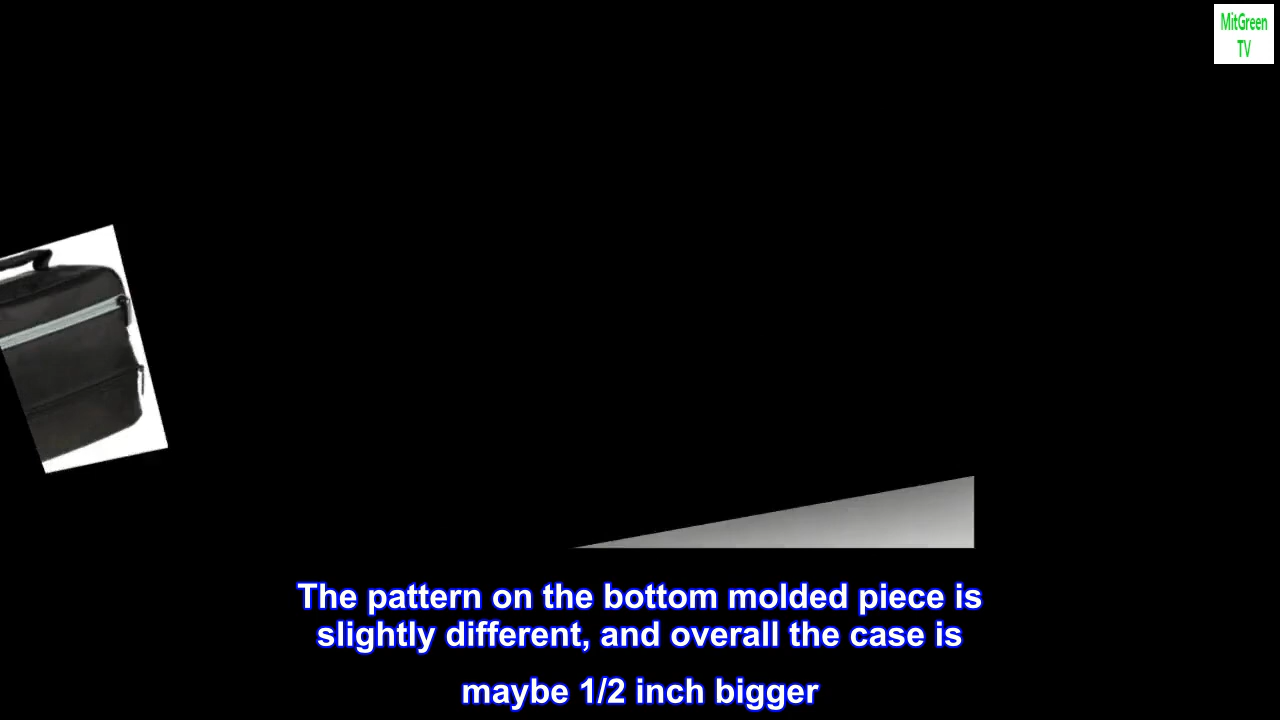 MitGreen
TV
The pattern on the bottom molded piece is
slightly different, and overall the case is
maybe 1/2 inch bigger